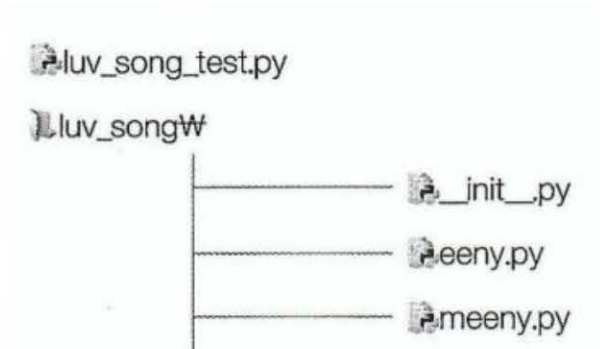 luv_song_test.py
luv_song₩
__init__.py
eeny.py
meeny.py